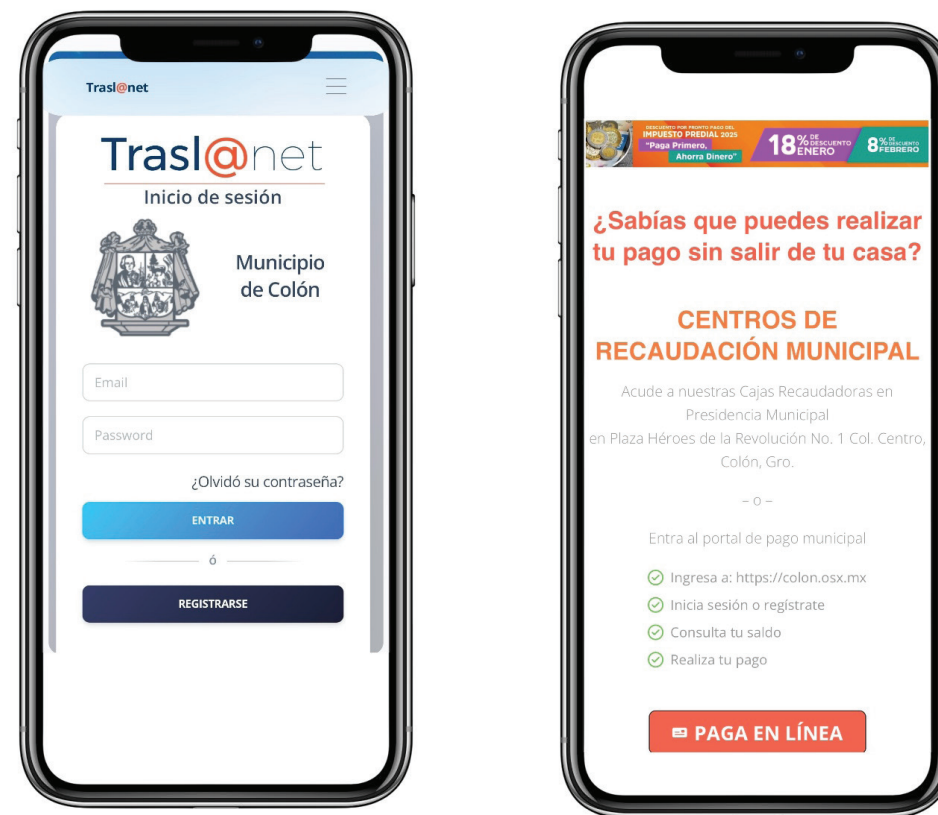 Trasl@net
Trasl@net
Inicio de sesión
Municipio
de Colón
Email
Password
¿Olvidó su contraseña?
ENTRAR
ó
REGISTRARSE
DESCUENTO POR PRONTO PAGO DEL
IMPUESTO PREDIAL 2025
"Paga Primero,
Ahorra Dinero"
18% DE DESCUENTO ENERO
8% DE DESCUENTO FEBRERO
¿Sabías que puedes realizar
tu pago sin salir de tu casa?
CENTROS DE
RECAUDACIÓN MUNICIPAL
Acude a nuestras Cajas Recaudadoras en
Presidencia Municipal
en Plaza Héroes de la Revolución No. 1 Col. Centro,
Colón, Gro.
– o –
Entra al portal de pago municipal
Ingresa a: https://colon.osx.mx
Inicia sesión o regístrate
Consulta tu saldo
Realiza tu pago
PAGA EN LÍNEA